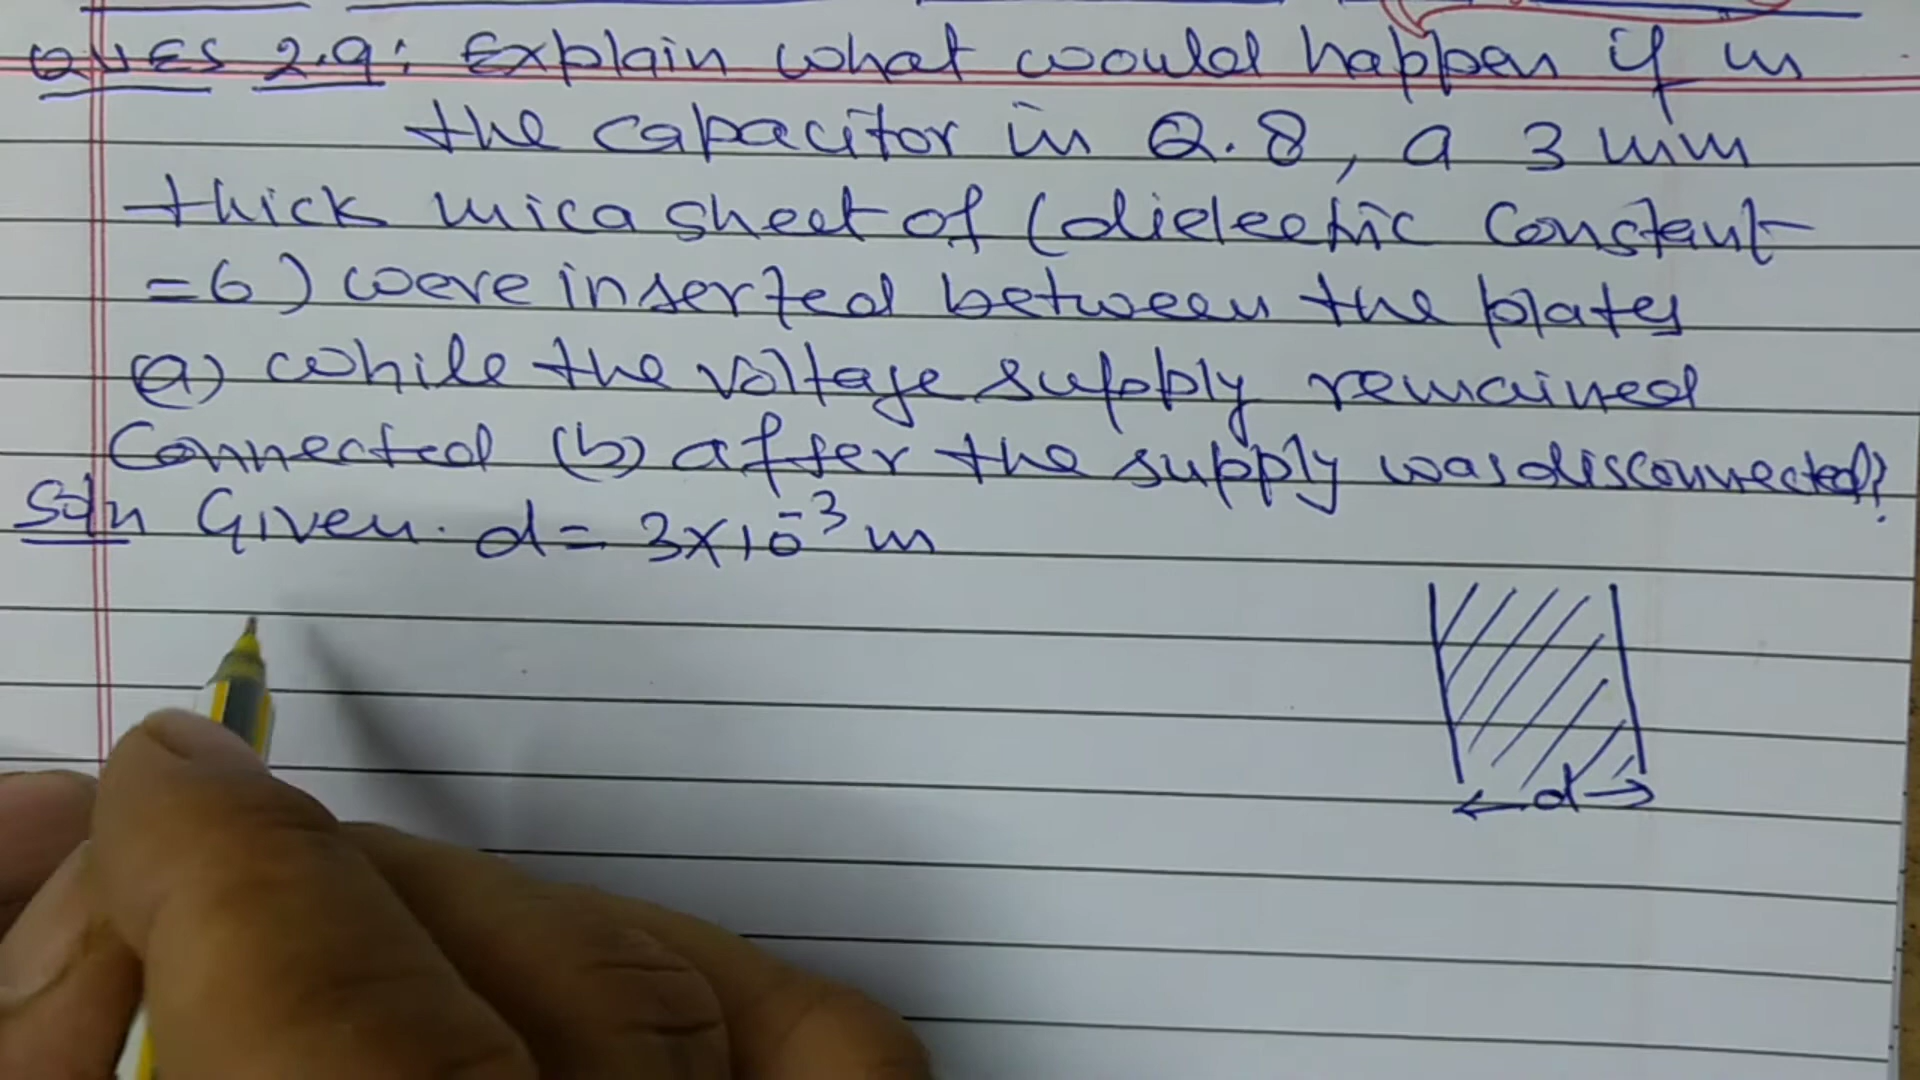 QUES 2.9: Explain what would happen if in
the capacitor in Q.8, a 3 mm
thick mica sheet of (dielectric constant
=6) were inserted between the plates
(a) while the voltage supply remained
connected (b) after the supply was disconnected?
Soln Given. d = 3×10⁻³ m
d